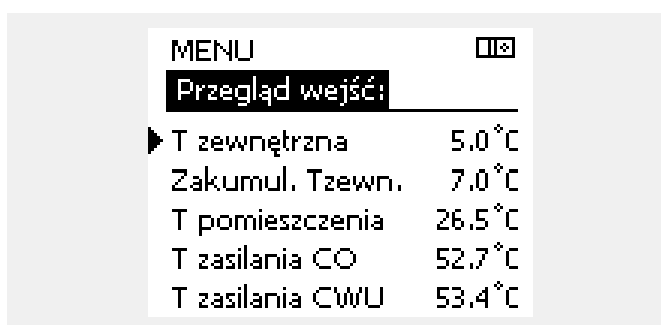 MENU
Przegląd wejść:
T zewnętrzna 5.0°C
Zakumul. Tzewn. 7.0°C
T pomieszczenia 26.5°C
T zasilania CO 52.7°C
T zasilania CWU 53.4°C